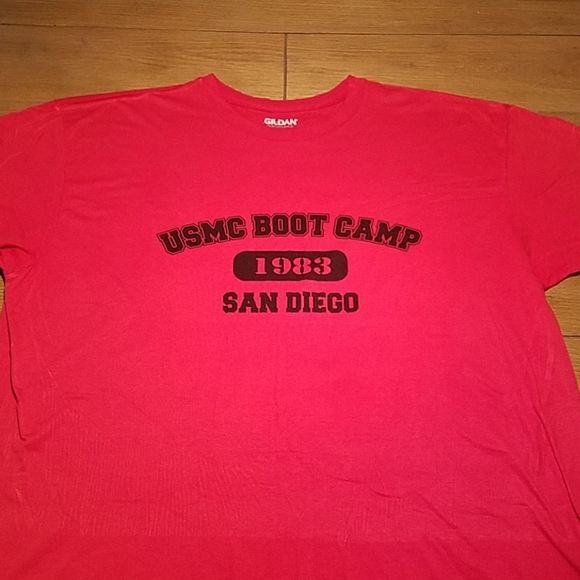 GILDAN
USMC BOOT CAMP
1983
SAN DIEGO